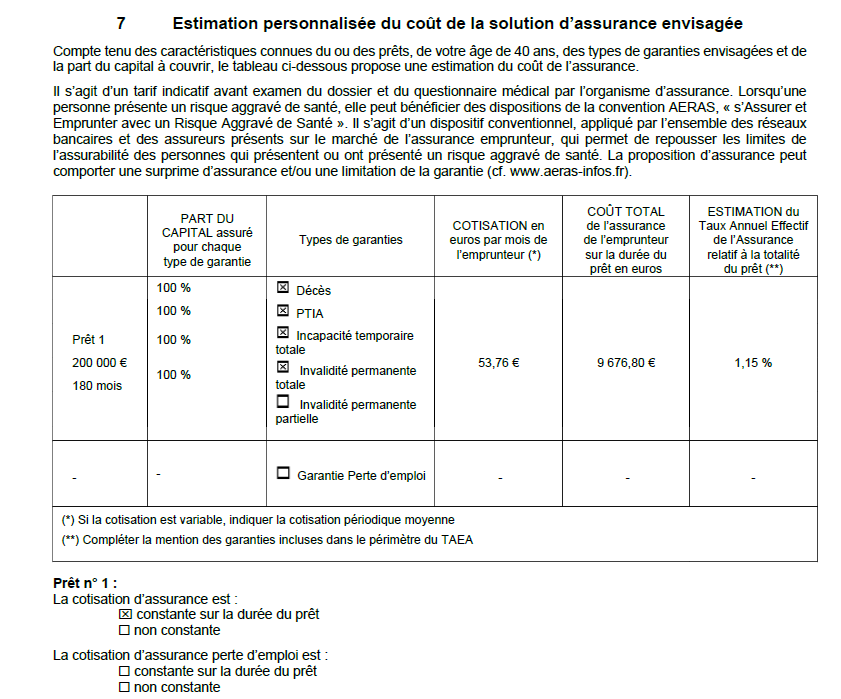 7 Estimation personnalisée du coût de la solution d’assurance envisagée
Compte tenu des caractéristiques connues du ou des prêts, de votre âge de 40 ans, des types de garanties envisagées et de
la part du capital à couvrir, le tableau ci-dessous propose une estimation du coût de l’assurance.
Il s’agit d’un tarif indicatif avant examen du dossier et du questionnaire médical par l’organisme d’assurance. Lorsqu’une
personne présente un risque aggravé de santé, elle peut bénéficier des dispositions de la convention AERAS, « s’Assurer et
Emprunter avec un Risque Aggravé de Santé ». Il s’agit d’un dispositif conventionnel, appliqué par l’ensemble des réseaux
bancaires et des assureurs présents sur le marché de l’assurance emprunteur, qui permet de repousser les limites de
l’assurabilité des personnes qui présentent ou ont présenté un risque aggravé de santé. La proposition d’assurance peut
comporter une surprime d’assurance et/ou une limitation de la garantie (cf. www.aeras-infos.fr).
PART DU
CAPITAL assuré
pour chaque
type de garantie
Types de garanties
COTISATION en
euros par mois de
l’emprunteur (*)
COÛT TOTAL
de l’assurance
de l’emprunteur
sur la durée du
prêt en euros
ESTIMATION du
Taux Annuel Effectif
de l’Assurance
relatif à la totalité
du prêt (**)
Prêt 1
200 000 €
180 mois
100 %
100 %
100 %
100 %
☒ Décès
☒ PTIA
☒ Incapacité temporaire
totale
☒ Invalidité permanente
totale
☐ Invalidité permanente
partielle
53,76 €
9 676,80 €
1,15 %
-
-
☐ Garantie Perte d’emploi
-
-
-
(*) Si la cotisation est variable, indiquer la cotisation périodique moyenne
(**) Compléter la mention des garanties incluses dans le périmètre du TAEA
Prêt n° 1 :
La cotisation d’assurance est :
☒ constante sur la durée du prêt
☐ non constante
La cotisation d’assurance perte d’emploi est :
☐ constante sur la durée du prêt
☐ non constante